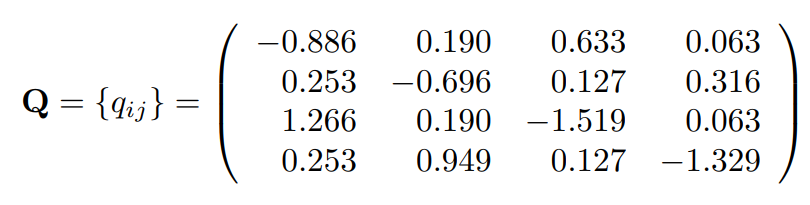 −0.886 0.190 0.633 0.063
0.253 −0.696 0.127 0.316
Q = {qij} =
1.266 0.190 −1.519 0.063
0.253 0.949 0.127 −1.329